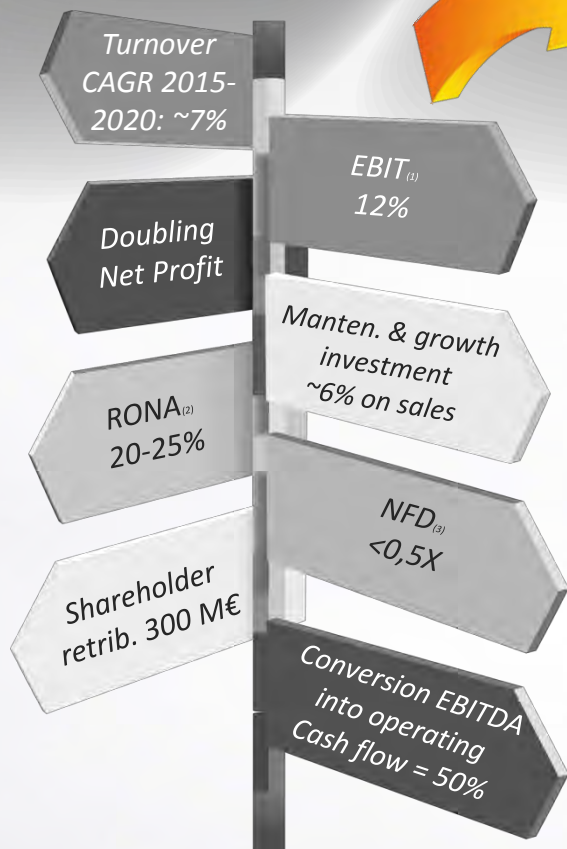 Turnover
CAGR 2015-
2020: ~7%
EBIT(1)
12%
Doubling
Net Profit
Manten. & growth
investment
~6% on sales
RONA(2)
20-25%
NFD(3)
<0,5X
Shareholder
retrib. 300 M€
Conversion EBITDA
into operating
Cash flow = 50%